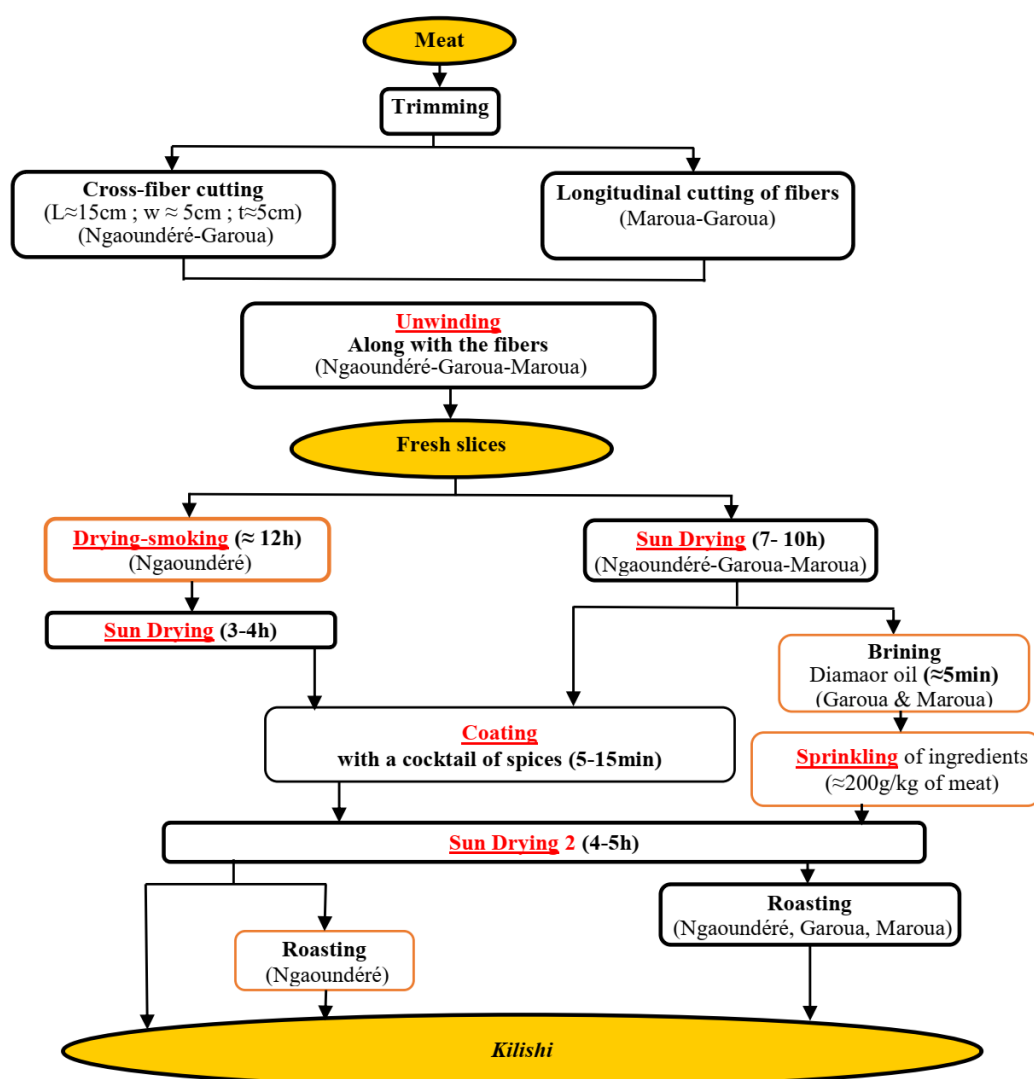 Meat
Trimming
Cross-fiber cutting
(L≈15cm ; w ≈ 5cm ; t≈5cm)
(Ngaoundéré-Garoua)
Longitudinal cutting of fibers
(Maroua-Garoua)
Unwinding
Along with the fibers
(Ngaoundéré-Garoua-Maroua)
Fresh slices
Drying-smoking (≈ 12h)
(Ngaoundéré)
Sun Drying (7- 10h)
(Ngaoundéré-Garoua-Maroua)
Sun Drying (3-4h)
Brining
Diamaor oil (≈5min)
(Garoua & Maroua)
Coating
with a cocktail of spices (5-15min)
Sprinkling of ingredients
(≈200g/kg of meat)
Sun Drying 2 (4-5h)
Roasting
(Ngaoundéré)
Roasting
(Ngaoundéré, Garoua, Maroua)
Kilishi